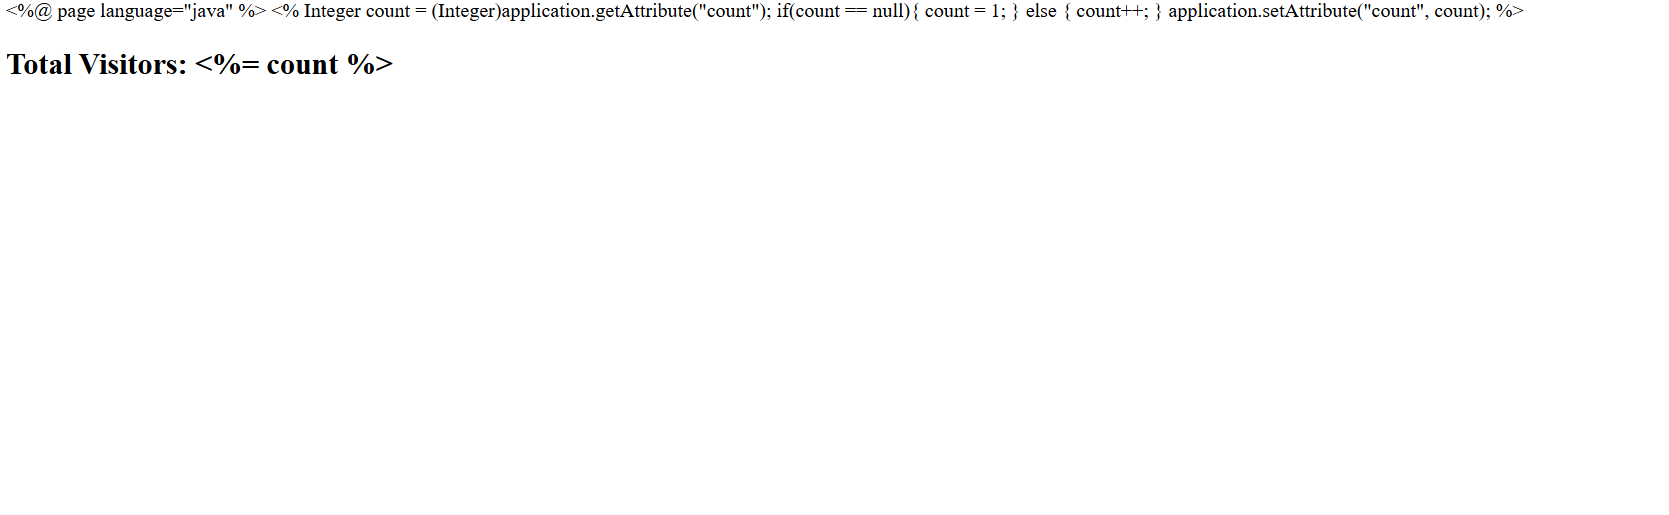 <%@ page language="java" %> <% Integer count = (Integer)application.getAttribute("count"); if(count == null){ count = 1; } else { count++; } application.setAttribute("count", count); %>
Total Visitors: <%= count %>